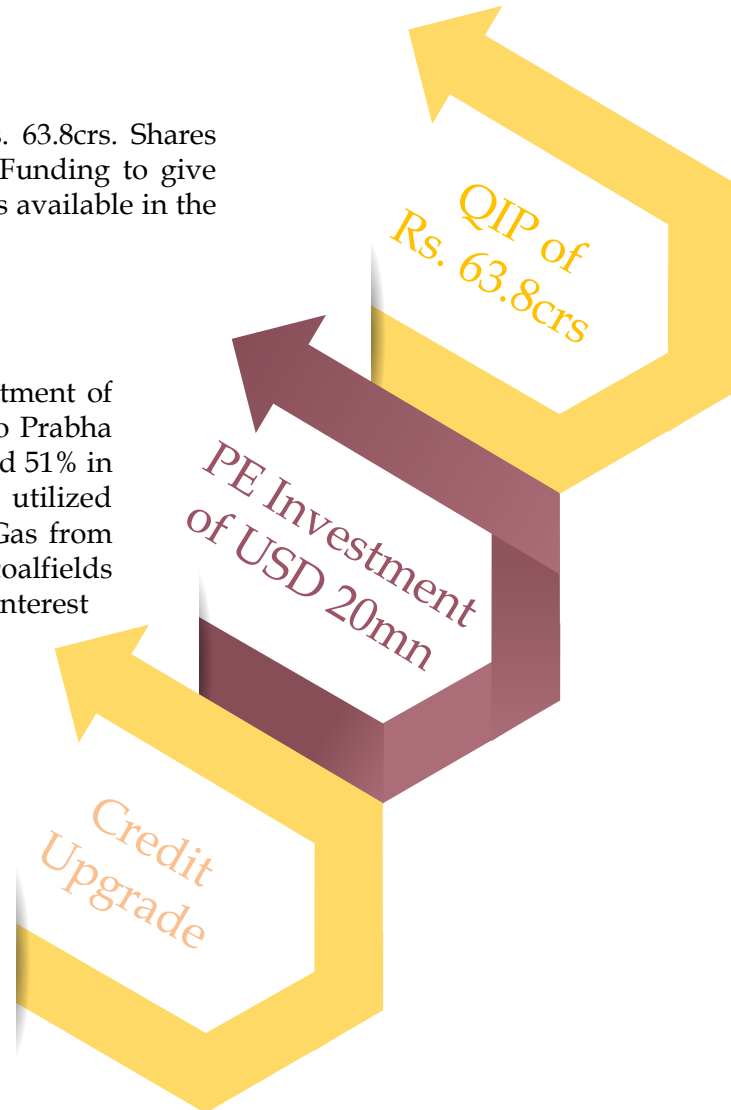 s. 63.8crs. Shares
Funding to give
s available in the
QIP of
Rs. 63.8crs
tment of
o Prabha
d 51% in
utilized
Gas from
coalfields
nterest
PE Investment
of USD 20mn
Credit
Upgrade